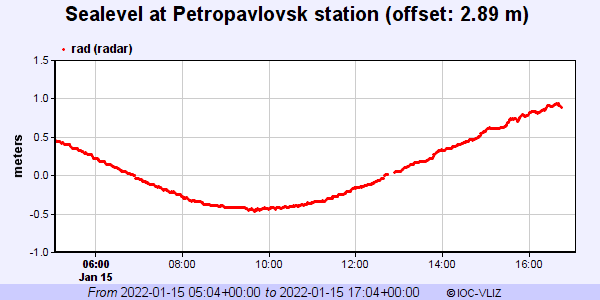 Sealevel at Petropavlovsk station (offset: 2.89 m)
rad (radar)
meters
1.5
1.0
0.5
0.0
-0.5
-1.0
06:00 08:00 10:00 12:00 14:00 16:00
Jan 15
From 2022-01-15 05:04+00:00 to 2022-01-15 17:04+00:00 © IOC-VLIZ